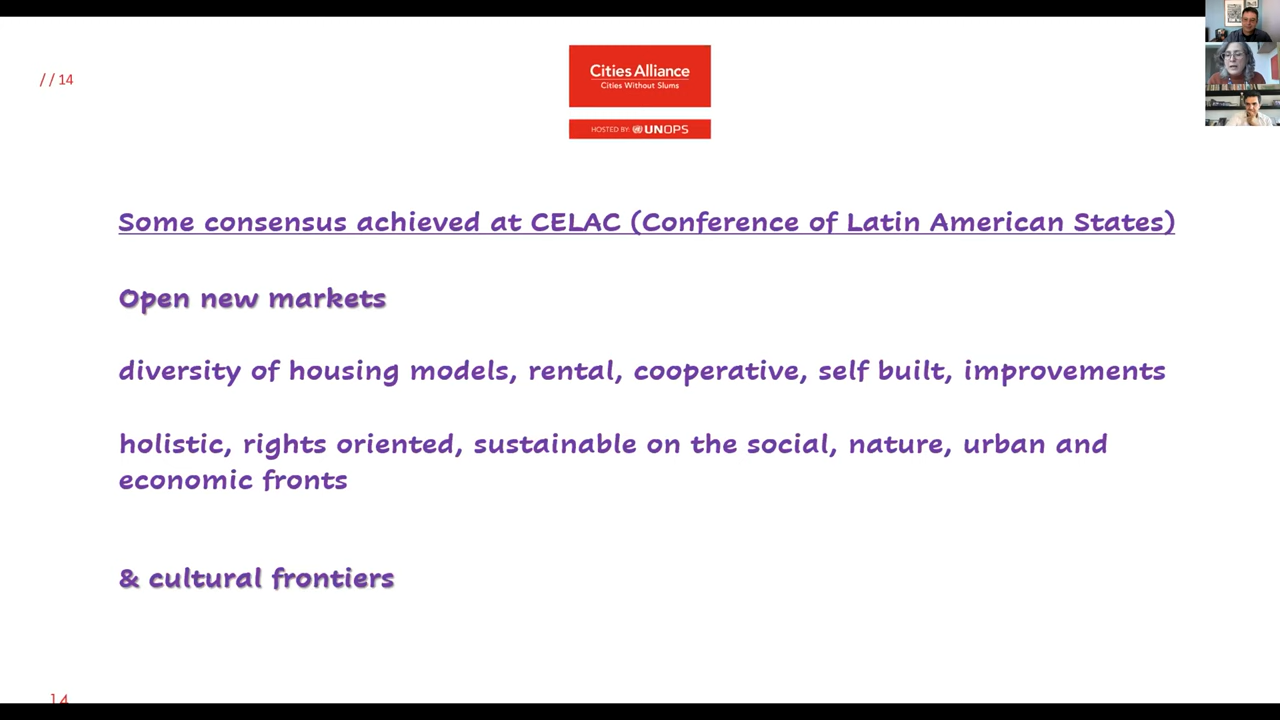 // 14
Cities Alliance
Cities Without Slums
HOSTED BY: UNOPS
Some consensus achieved at CELAC (Conference of Latin American States)
Open new markets
diversity of housing models, rental, cooperative, self built, improvements
holistic, rights oriented, sustainable on the social, nature, urban and
economic fronts
& cultural frontiers
14